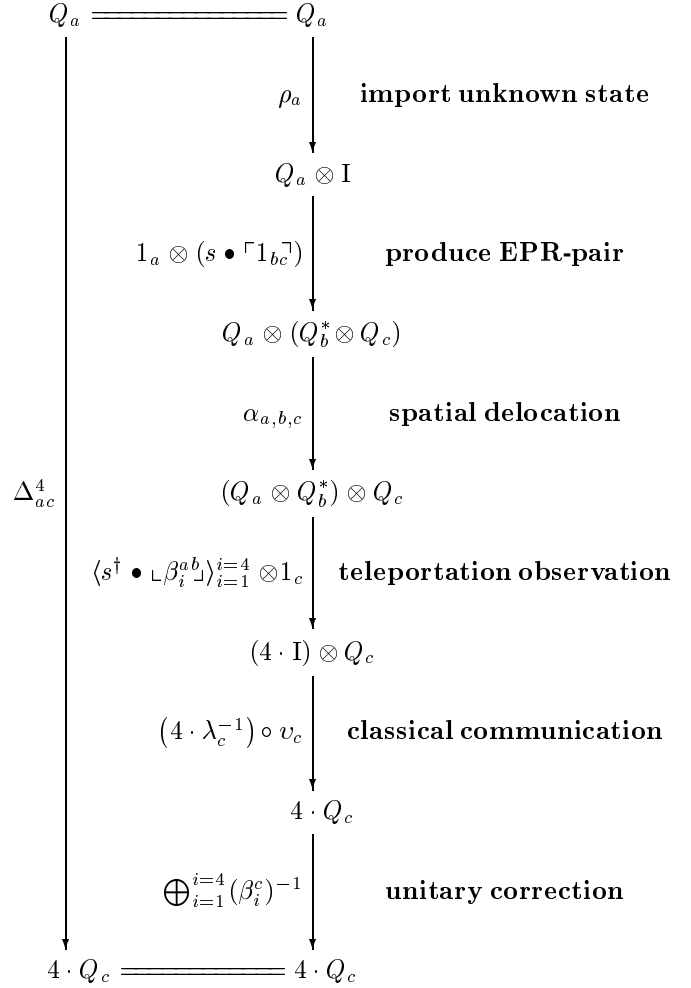 Q_a ═══════ Q_a
ρ_a import unknown state
Q_a ⊗ I
1_a ⊗ (s • ⌜1_{bc}⌝) produce EPR-pair
Q_a ⊗ (Q_b^* ⊗ Q_c)
α_{a,b,c} spatial delocation
Δ_{ac}^4 (Q_a ⊗ Q_b^*) ⊗ Q_c
⟨s^† • ⌞β_i^{ab}⌟⟩_{i=1}^{i=4} ⊗ 1_c teleportation observation
(4 · I) ⊗ Q_c
(4 · λ_c^{-1}) ∘ υ_c classical communication
4 · Q_c
⊕_{i=1}^{i=4} (β_i^c)^{-1} unitary correction
4 · Q_c ═══════ 4 · Q_c